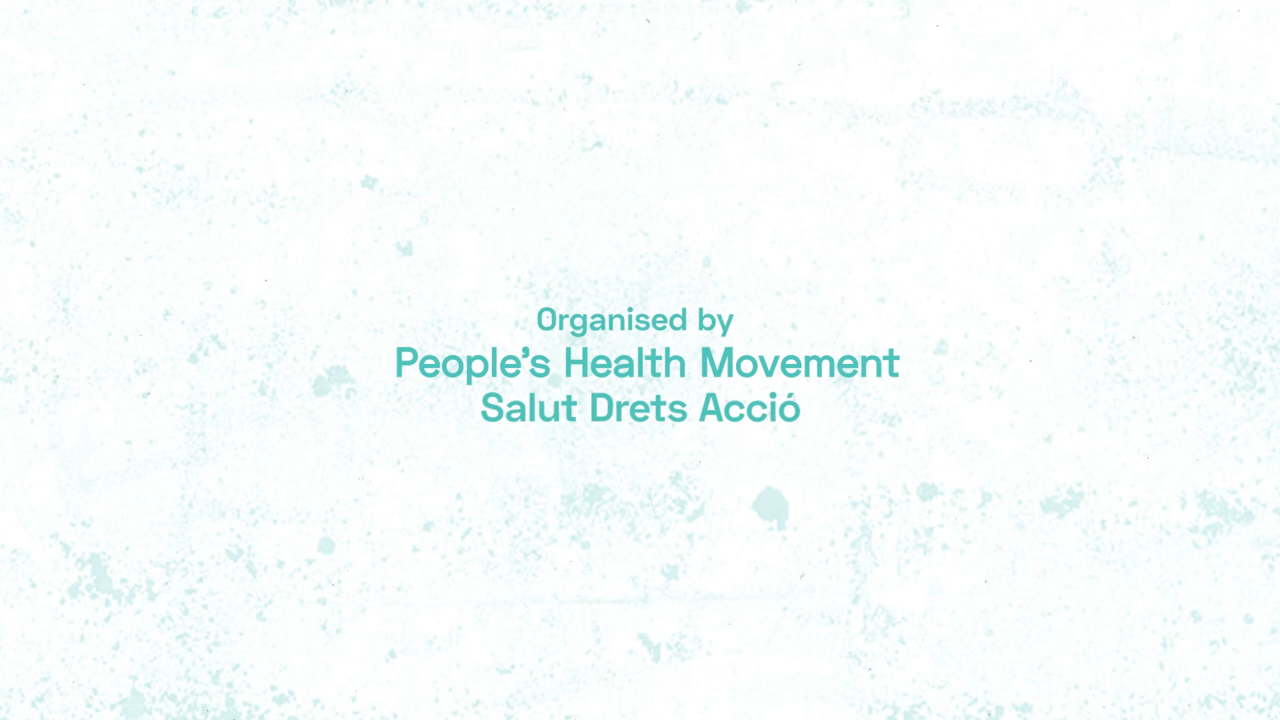 Organised by
People’s Health Movement
Salut Drets Acció